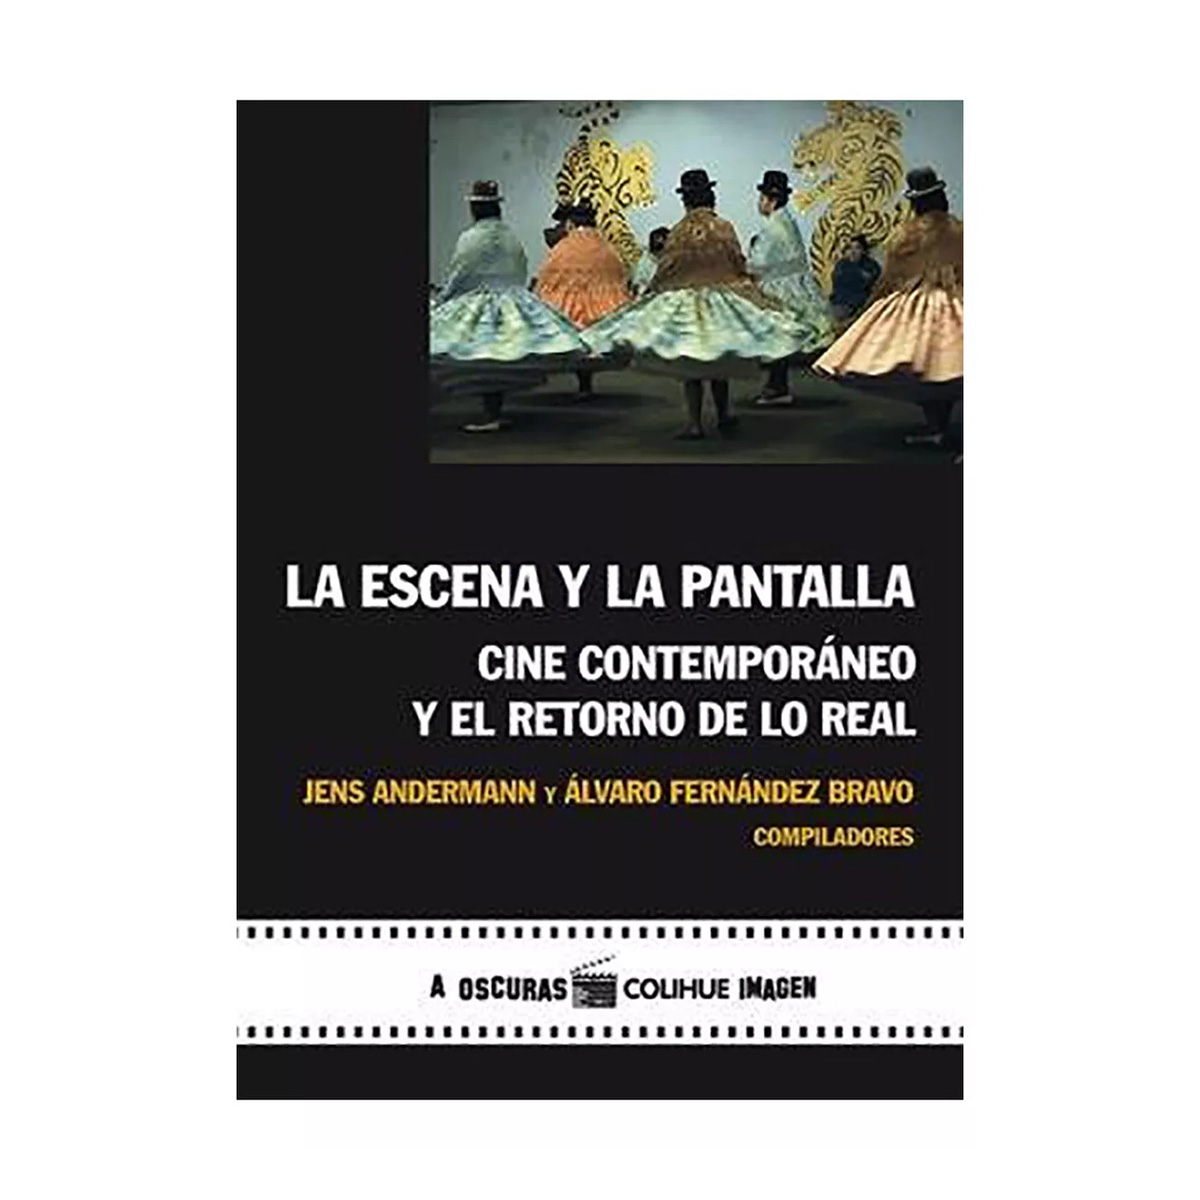 LA ESCENA Y LA PANTALLA
CINE CONTEMPORÁNEO
Y EL RETORNO DE LO REAL
JENS ANDERMANN Y ÁLVARO FERNÁNDEZ BRAVO
COMPILADORES
A OSCURAS COLIHUE IMAGEN